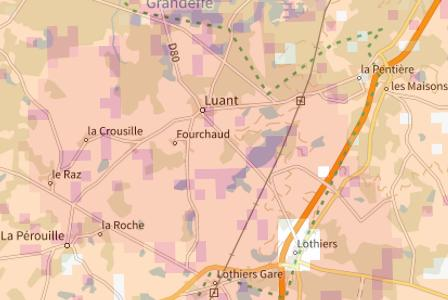 Grandeffe
D80
la Pentière
les Maisons
Luant
la Crousille
Fourchaud
le Raz
la Roche
La Pérouille
Lothiers
Lothiers Gare